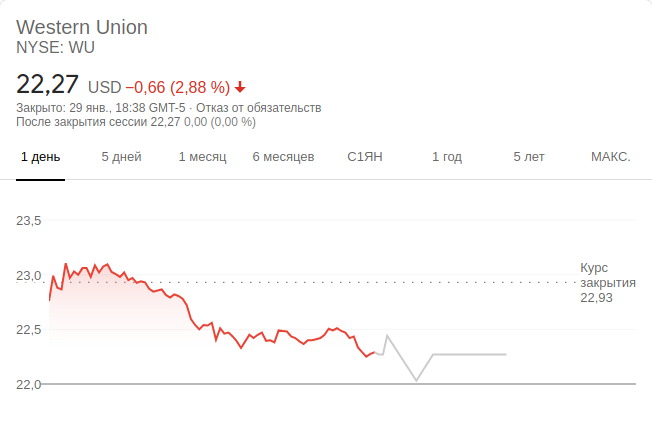 Western Union
NYSE: WU
22,27 USD −0,66 (2,88 %)
Закрыто: 29 янв., 18:38 GMT-5 · Отказ от обязательств
После закрытия сессии 22,27 0,00 (0,00 %)
1 день 5 дней 1 месяц 6 месяцев С1ЯН 1 год 5 лет МАКС.
23,5
23,0
Курс
закрытия
22,93
22,5
22,0